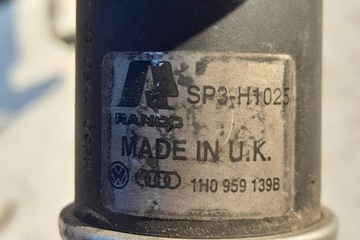 SP3-H1025
RANCO
MADE IN U.K.
1H0 959 139B